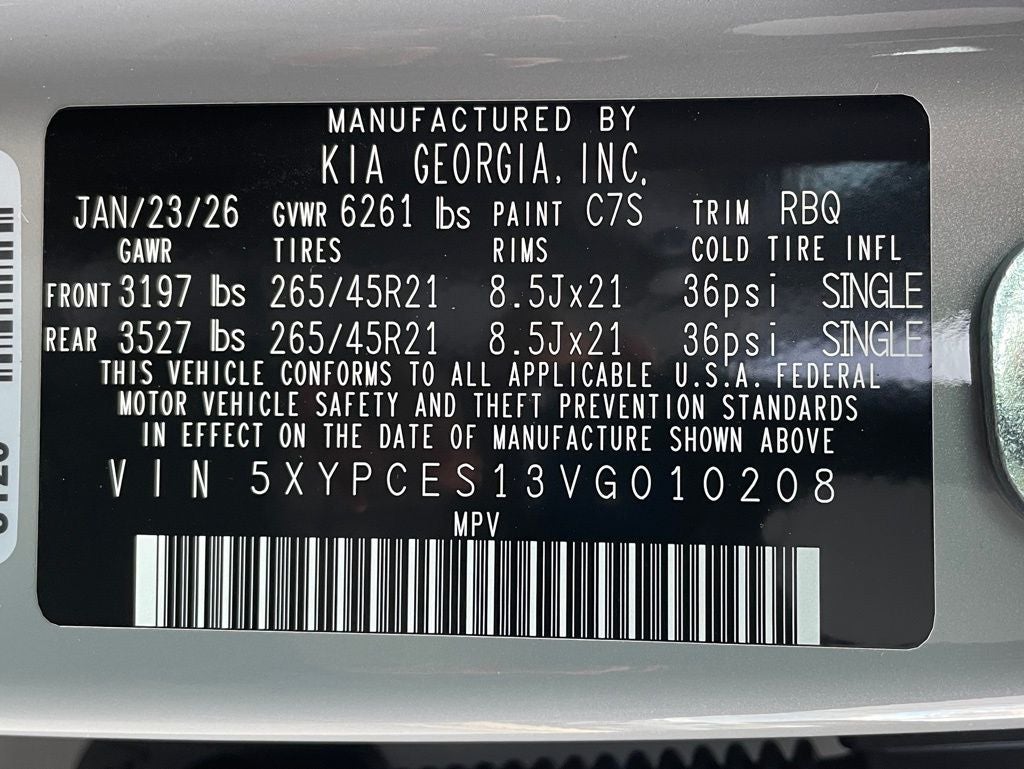 MANUFACTURED BY
KIA GEORGIA, INC.
JAN/23/26 GVWR 6261 lbs PAINT C7S TRIM RBQ
GAWR TIRES RIMS COLD TIRE INFL
FRONT 3197 lbs 265/45R21 8.5Jx21 36psi SINGLE
REAR 3527 lbs 265/45R21 8.5Jx21 36psi SINGLE
THIS VEHICLE CONFORMS TO ALL APPLICABLE U.S.A. FEDERAL
MOTOR VEHICLE SAFETY AND THEFT PREVENTION STANDARDS
IN EFFECT ON THE DATE OF MANUFACTURE SHOWN ABOVE
VIN 5XYPCES13VG010208
MPV